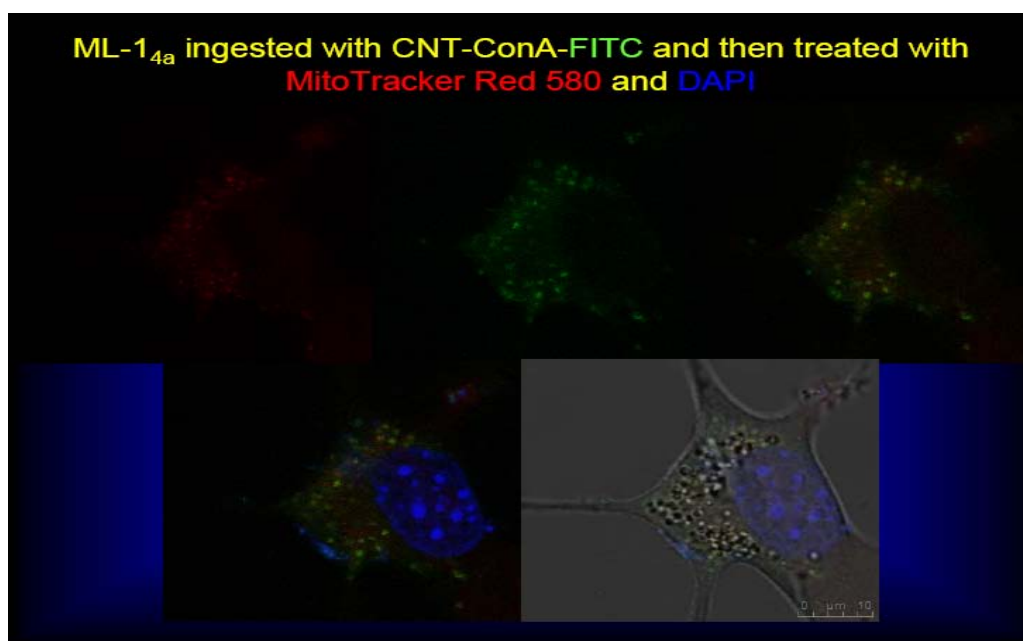 ML-1₄ₐ ingested with CNT-ConA-FITC and then treated with
MitoTracker Red 580 and DAPI
0 µm 10